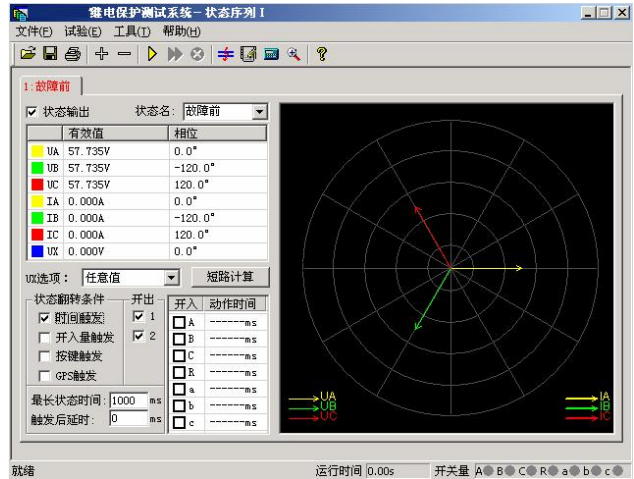 继电保护测试系统－状态序列 I
文件(F) 试验(E) 工具(T) 帮助(H)
1:故障前
状态输出 状态名: 故障前
有效值 相位
UA 57.735V 0.0°
UB 57.735V -120.0°
UC 57.735V 120.0°
IA 0.000A 0.0°
IB 0.000A -120.0°
IC 0.000A 120.0°
UX 0.000V 0.0°
UX选项: 任意值 短路计算
状态翻转条件 开出 开入 动作时间
时间触发 1 A ------ms
开入量触发 2 B ------ms
按键触发 C ------ms
GPS触发 R ------ms
a ------ms
最长状态时间: 1000 ms b ------ms
触发后延时: 0 ms c ------ms
UA IA
UB IB
UC IC
就绪 运行时间 0.00s 开关量 A B C R a b c